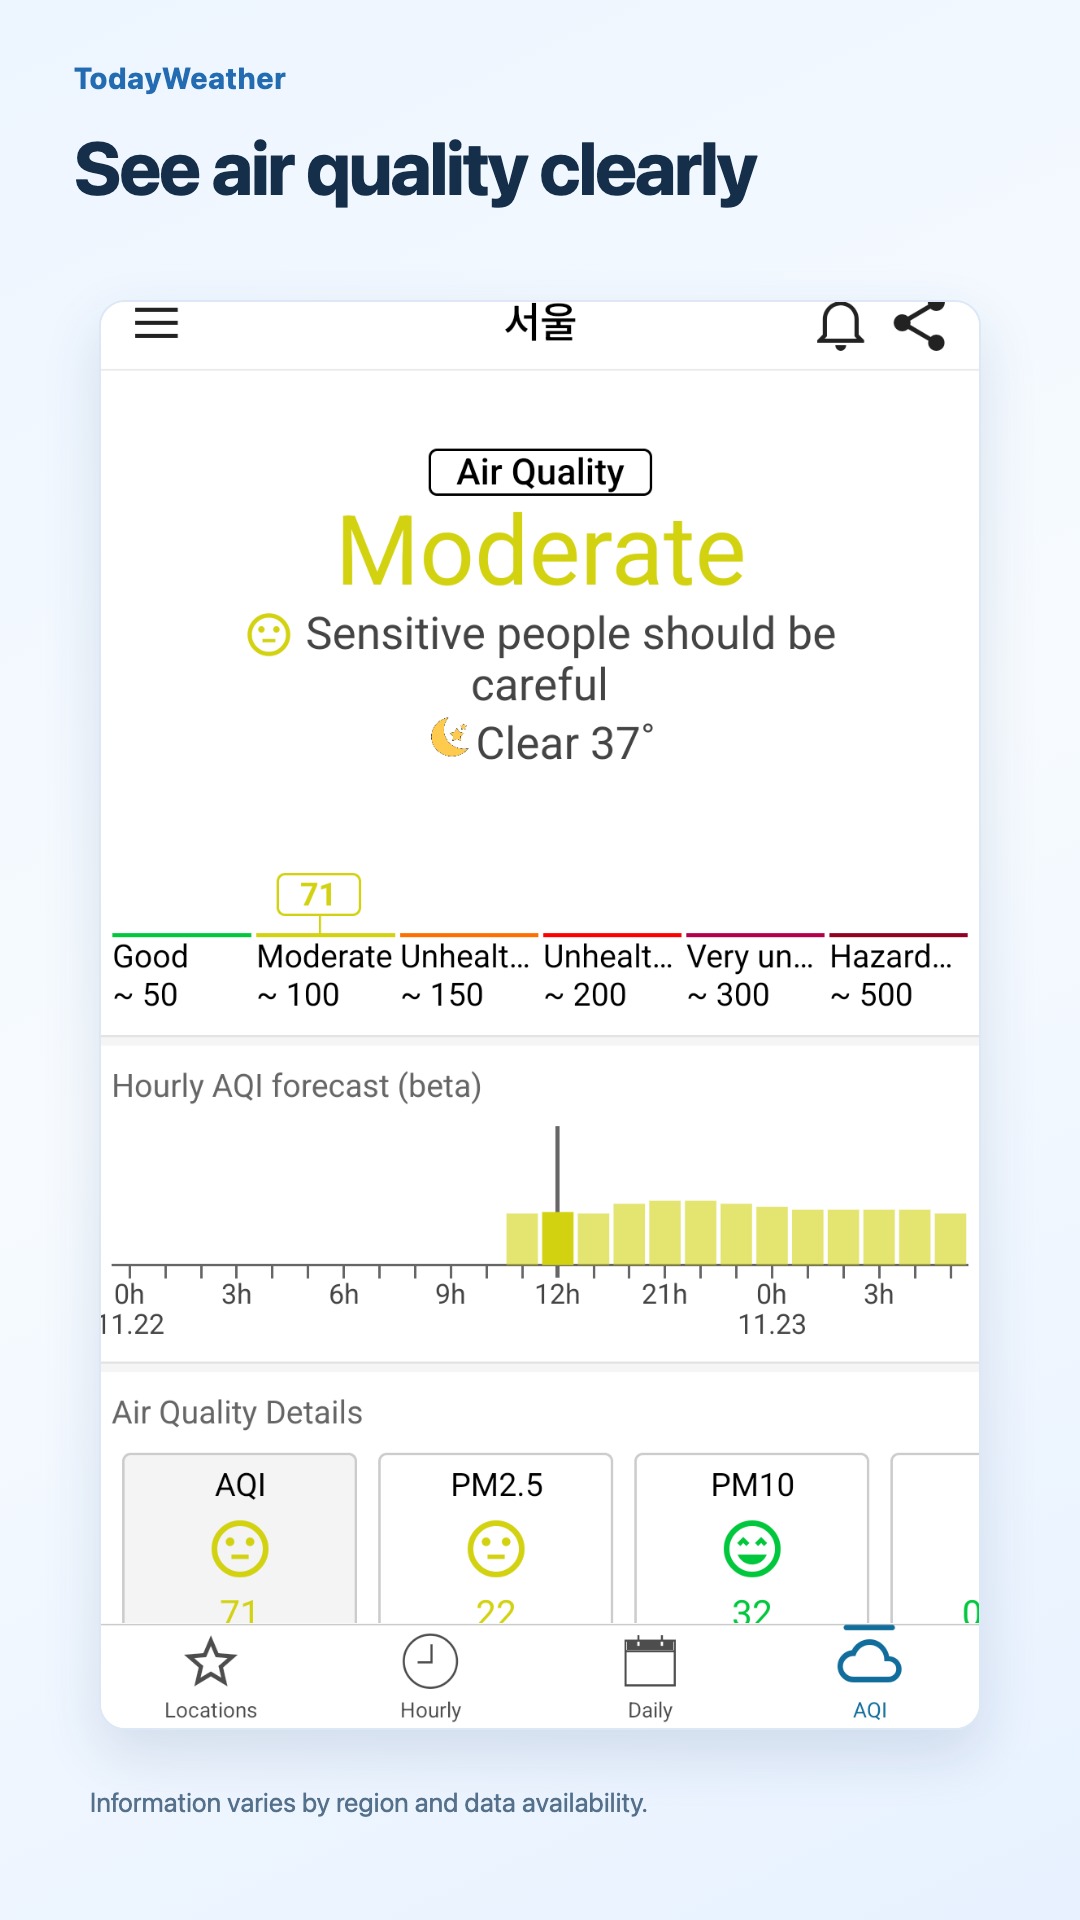 TodayWeather
See air quality clearly
서울
Air Quality
Moderate
Sensitive people should be
careful
Clear 37°
71
Good Moderate Unhealt... Unhealt... Very un... Hazard...
~ 50 ~ 100 ~ 150 ~ 200 ~ 300 ~ 500
Hourly AQI forecast (beta)
0h 3h 6h 9h 12h 21h 0h 3h
11.22 11.23
Air Quality Details
AQI PM2.5 PM10
71 22 32 0
Locations Hourly Daily AQI
Information varies by region and data availability.